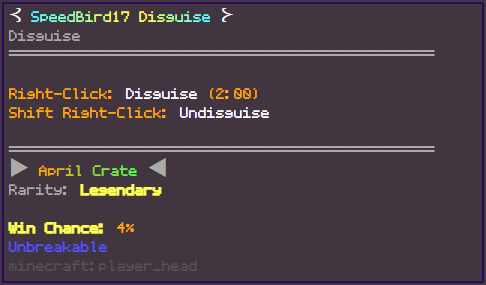 ⊰ SpeedBird17 Disguise ⊱
Disguise
Right-Click: Disguise (2:00)
Shift Right-Click: Undisguise
▶ April Crate ◀
Rarity: Legendary
Win Chance: 4%
Unbreakable
minecraft:player_head